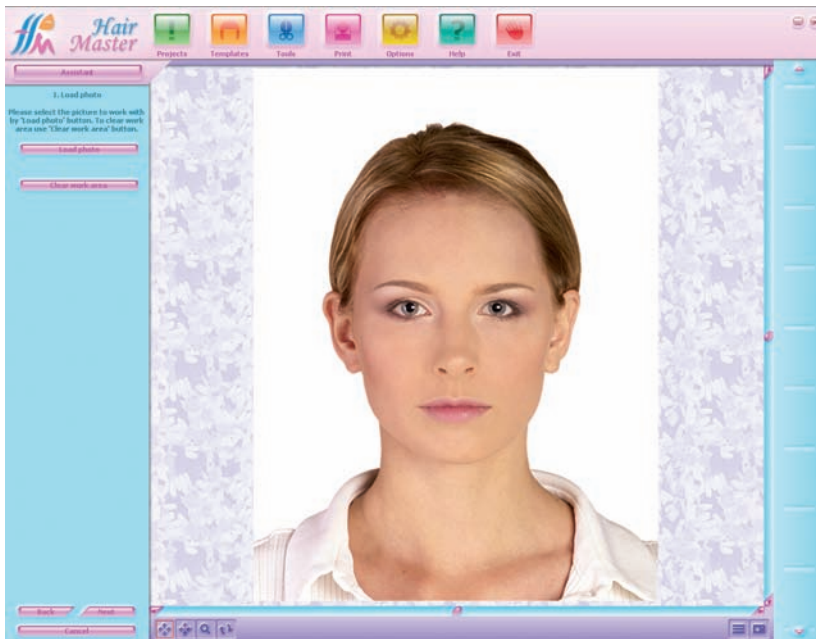 Hair
Master
Projects
Templates
Tools
Print
Options
Help
Exit
Assistant
1. Load photo
Please select the picture to work with
by 'Load photo' button. To clear work
area use 'Clear work area' button.
Load photo
Clear work area
Back
Next
Cancel